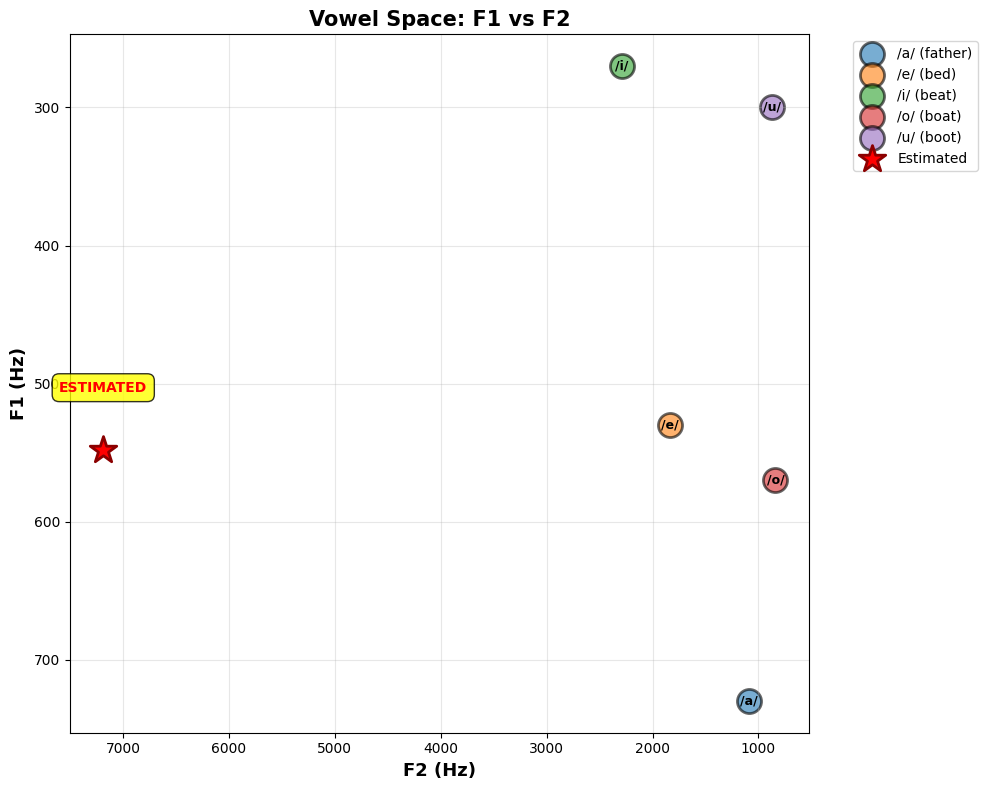 Vowel Space: F1 vs F2
/a/ (father)
/e/ (bed)
/i/ (beat)
/o/ (boat)
/u/ (boot)
Estimated
/i/
/u/
300
400
500
ESTIMATED
/e/
/o/
600
700
/a/
F1 (Hz)
7000 6000 5000 4000 3000 2000 1000
F2 (Hz)